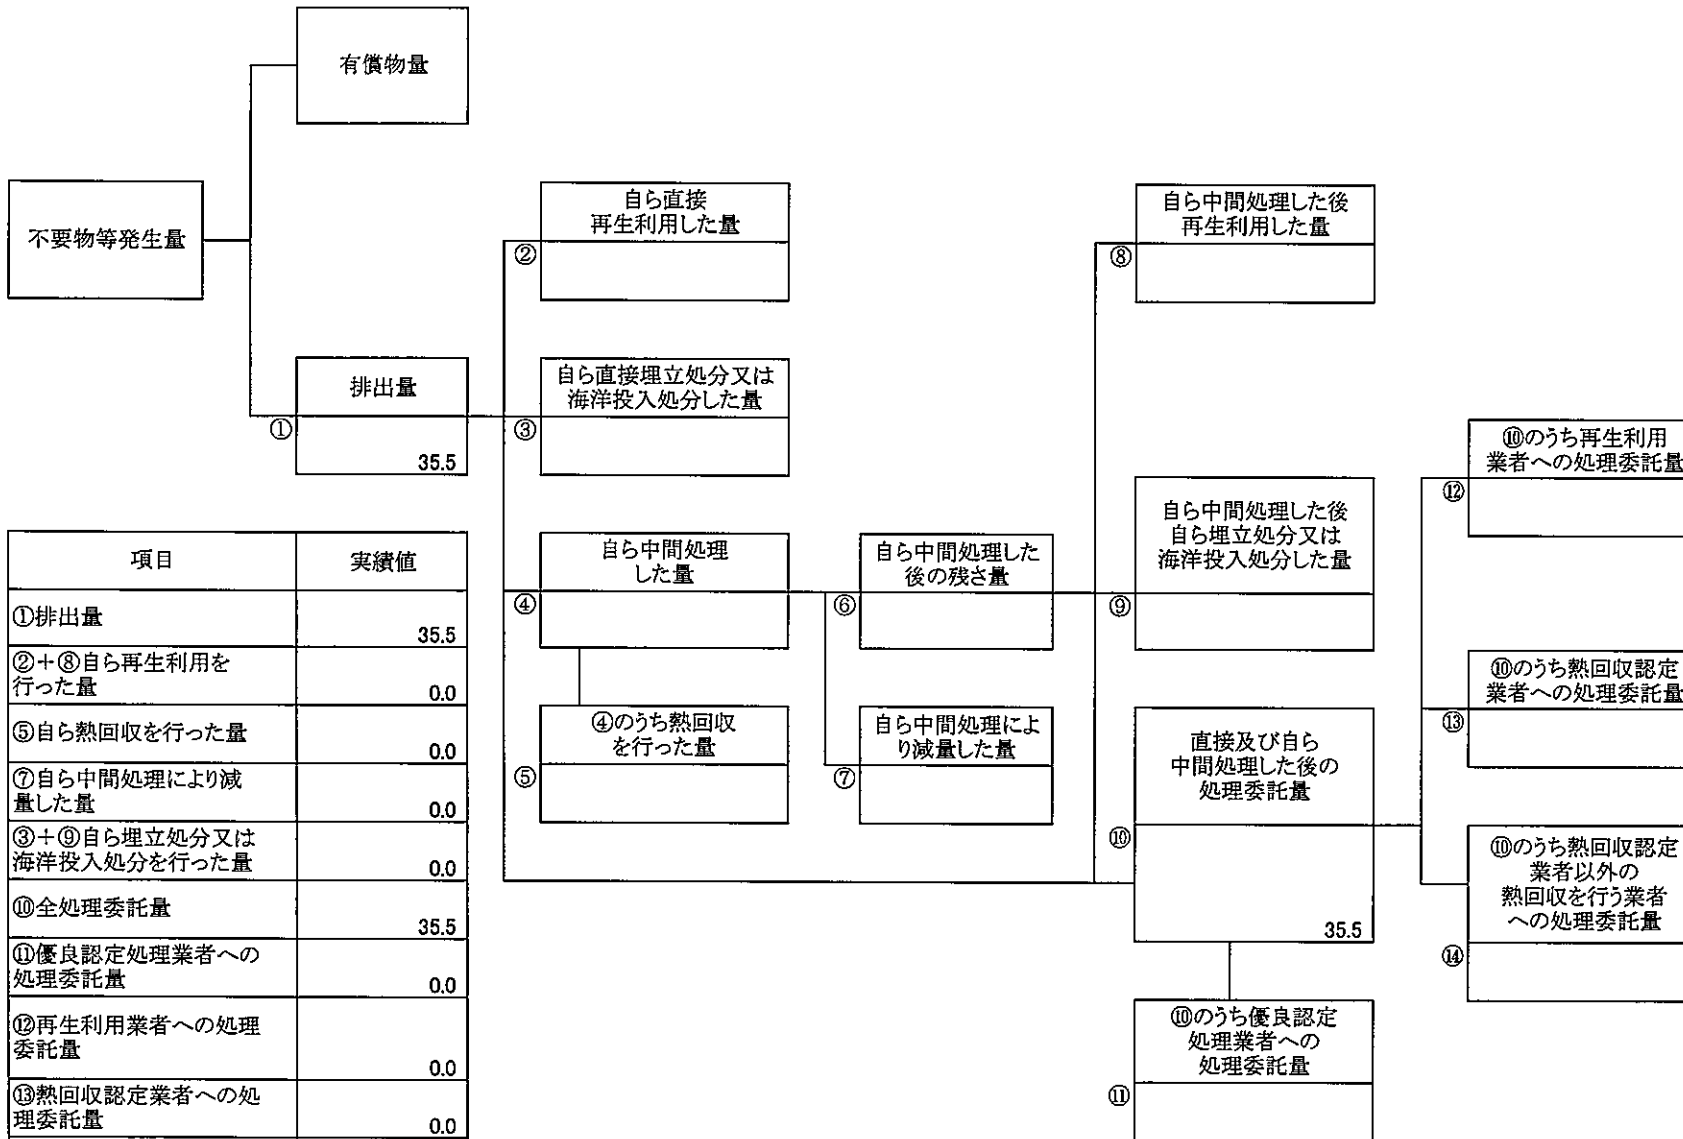 有償物量
不要物等発生量
排出量
①
35.5
自ら直接
再生利用した量
②
自ら直接埋立処分又は
海洋投入処分した量
③
自ら中間処理
した量
④
④のうち熱回収
を行った量
⑤
自ら中間処理した
後の残さ量
⑥
自ら中間処理によ
り減量した量
⑦
自ら中間処理した後
再生利用した量
⑧
自ら中間処理した後
自ら埋立処分又は
海洋投入処分した量
⑨
直接及び自ら
中間処理した後の
処理委託量
⑩
35.5
⑩のうち優良認定
処理業者への
処理委託量
⑪
⑩のうち再生利用
業者への処理委託量
⑫
⑩のうち熱回収認定
業者への処理委託量
⑬
⑩のうち熱回収認定
業者以外の
熱回収を行う業者
への処理委託量
⑭
項目 実績値
①排出量 35.5
②+⑧自ら再生利用を
行った量 0.0
⑤自ら熱回収を行った量 0.0
⑦自ら中間処理により減
量した量 0.0
③+⑨自ら埋立処分又は
海洋投入処分を行った量 0.0
⑩全処理委託量 35.5
⑪優良認定処理業者への
処理委託量 0.0
⑫再生利用業者への処理
委託量 0.0
⑬熱回収認定業者への処
理委託量 0.0